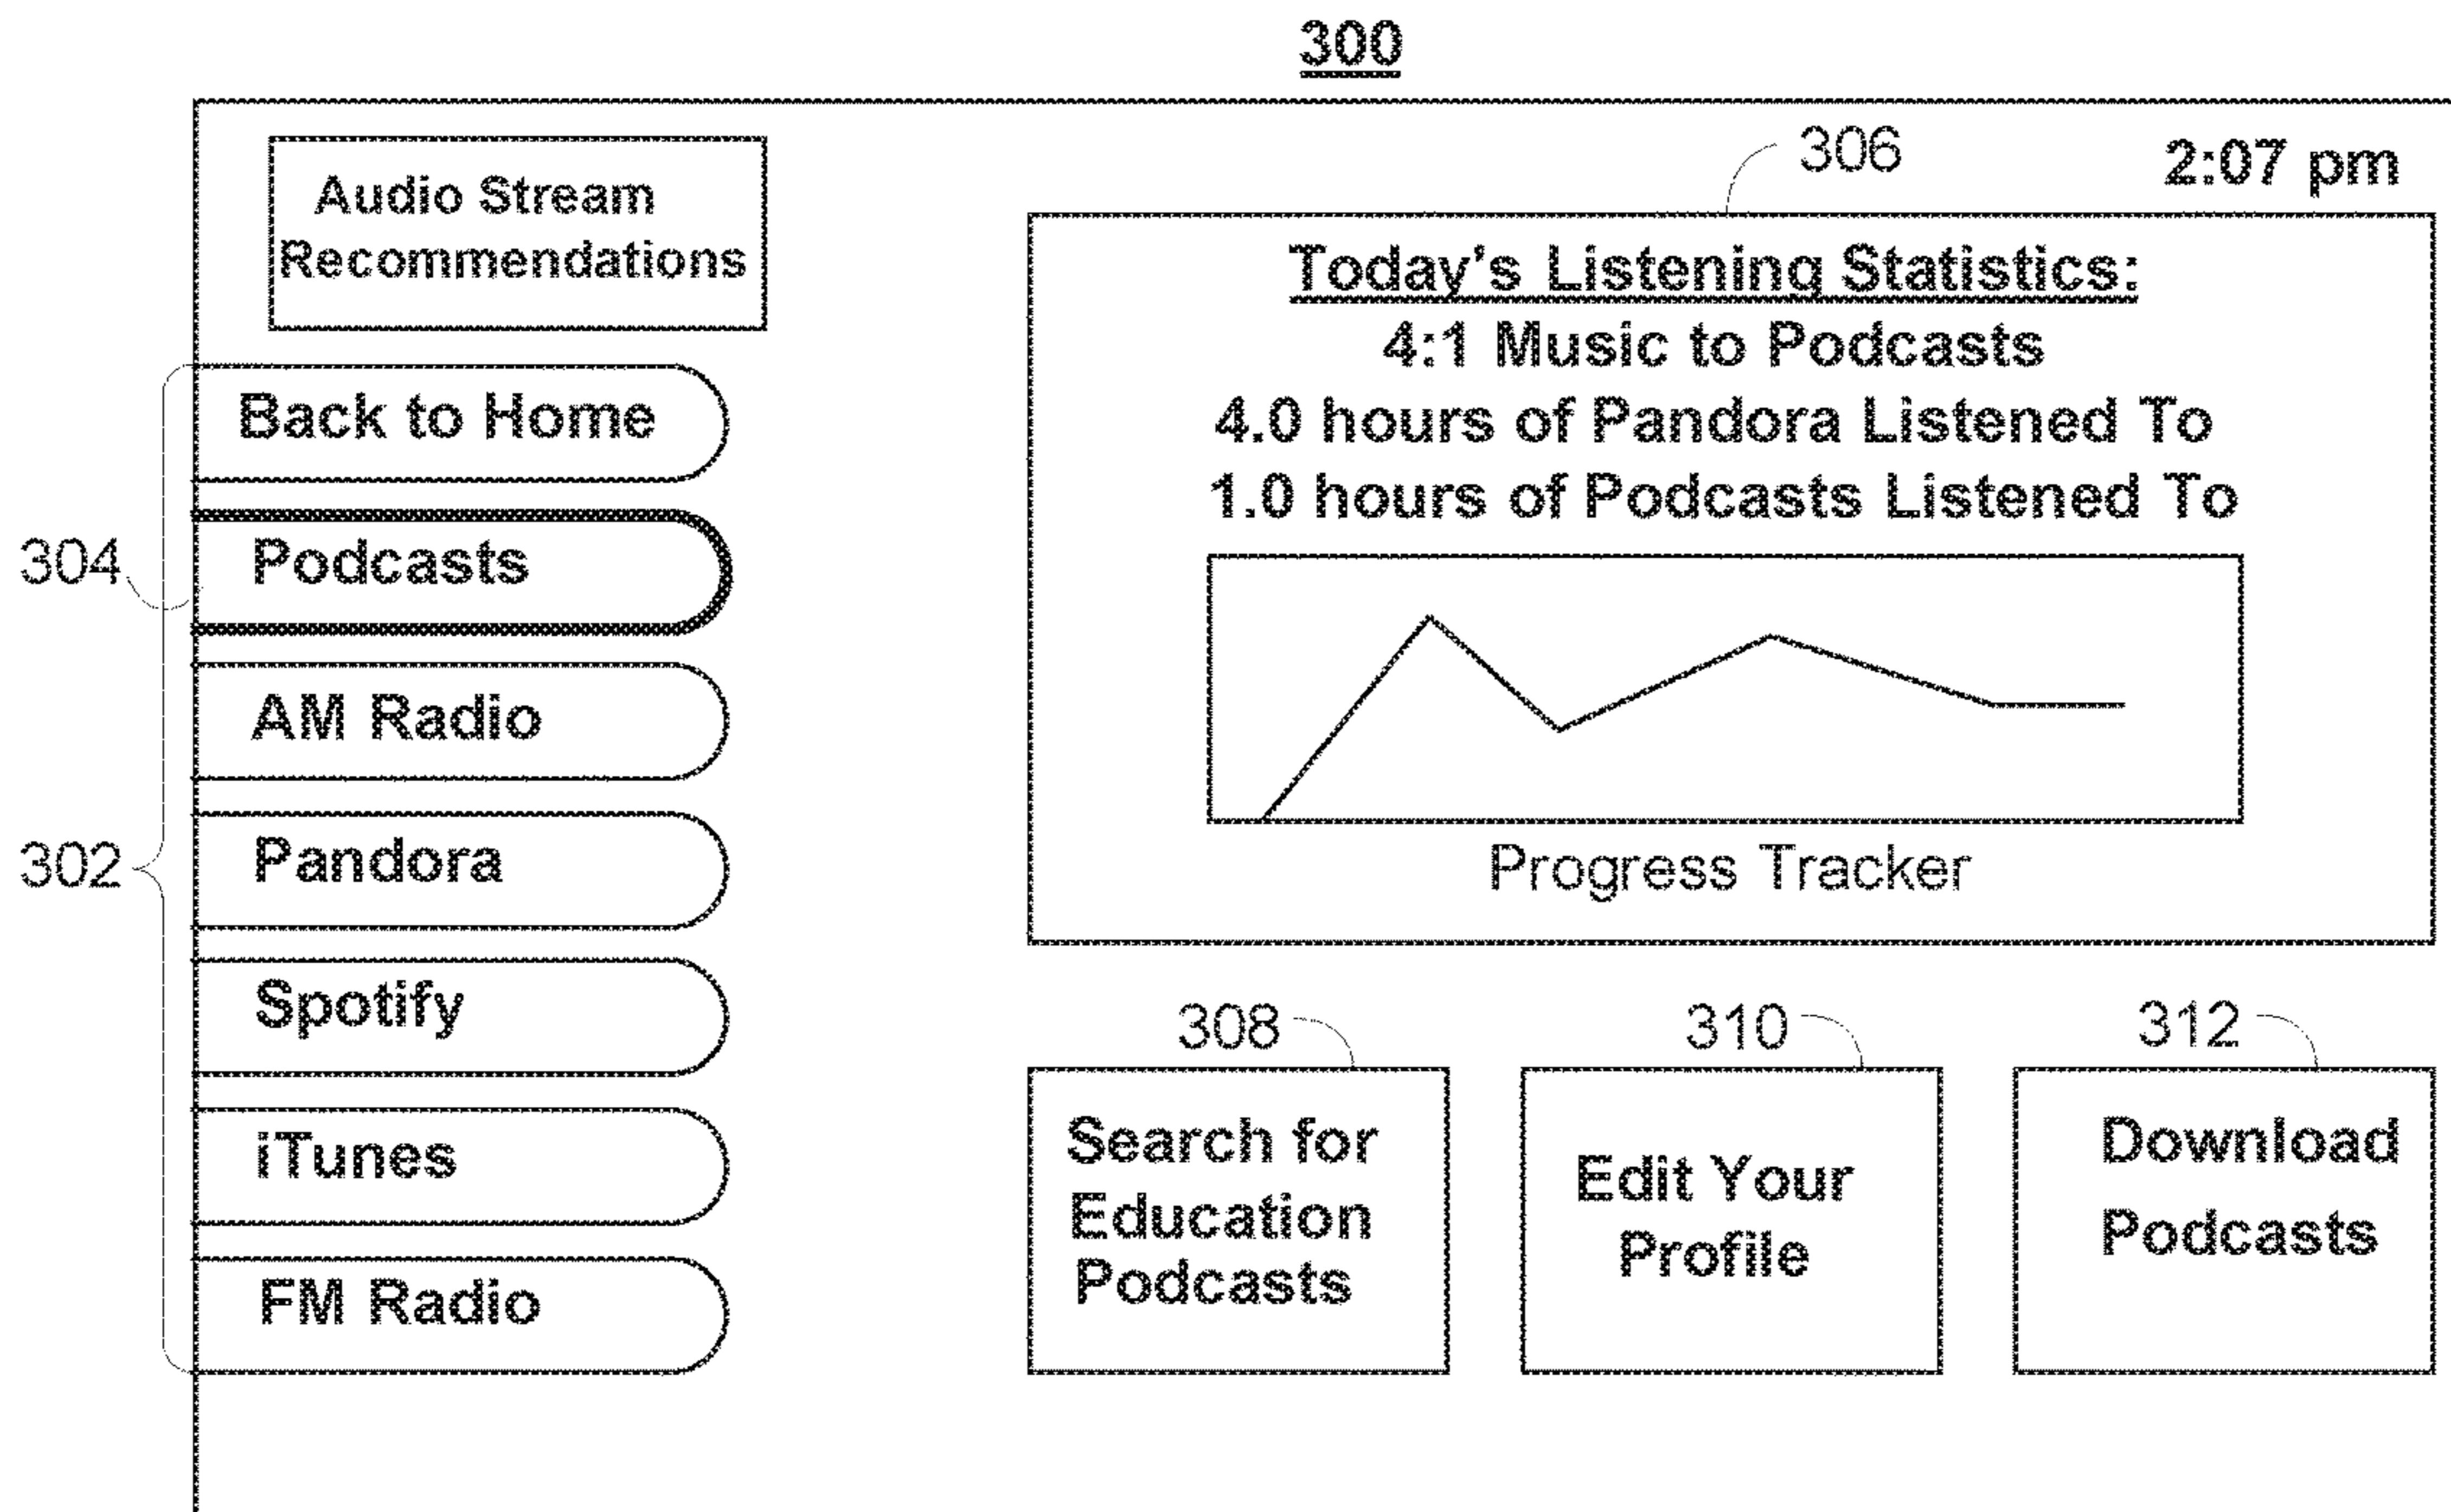 300
306
2:07 pm
Audio Stream
Recommendations
Back to Home
304
Podcasts
AM Radio
302
Pandora
Spotify
iTunes
FM Radio
Today's Listening Statistics:
4:1 Music to Podcasts
4.0 hours of Pandora Listened To
1.0 hours of Podcasts Listened To
Progress Tracker
308
Search for
Education
Podcasts
310
Edit Your
Profile
312
Download
Podcasts